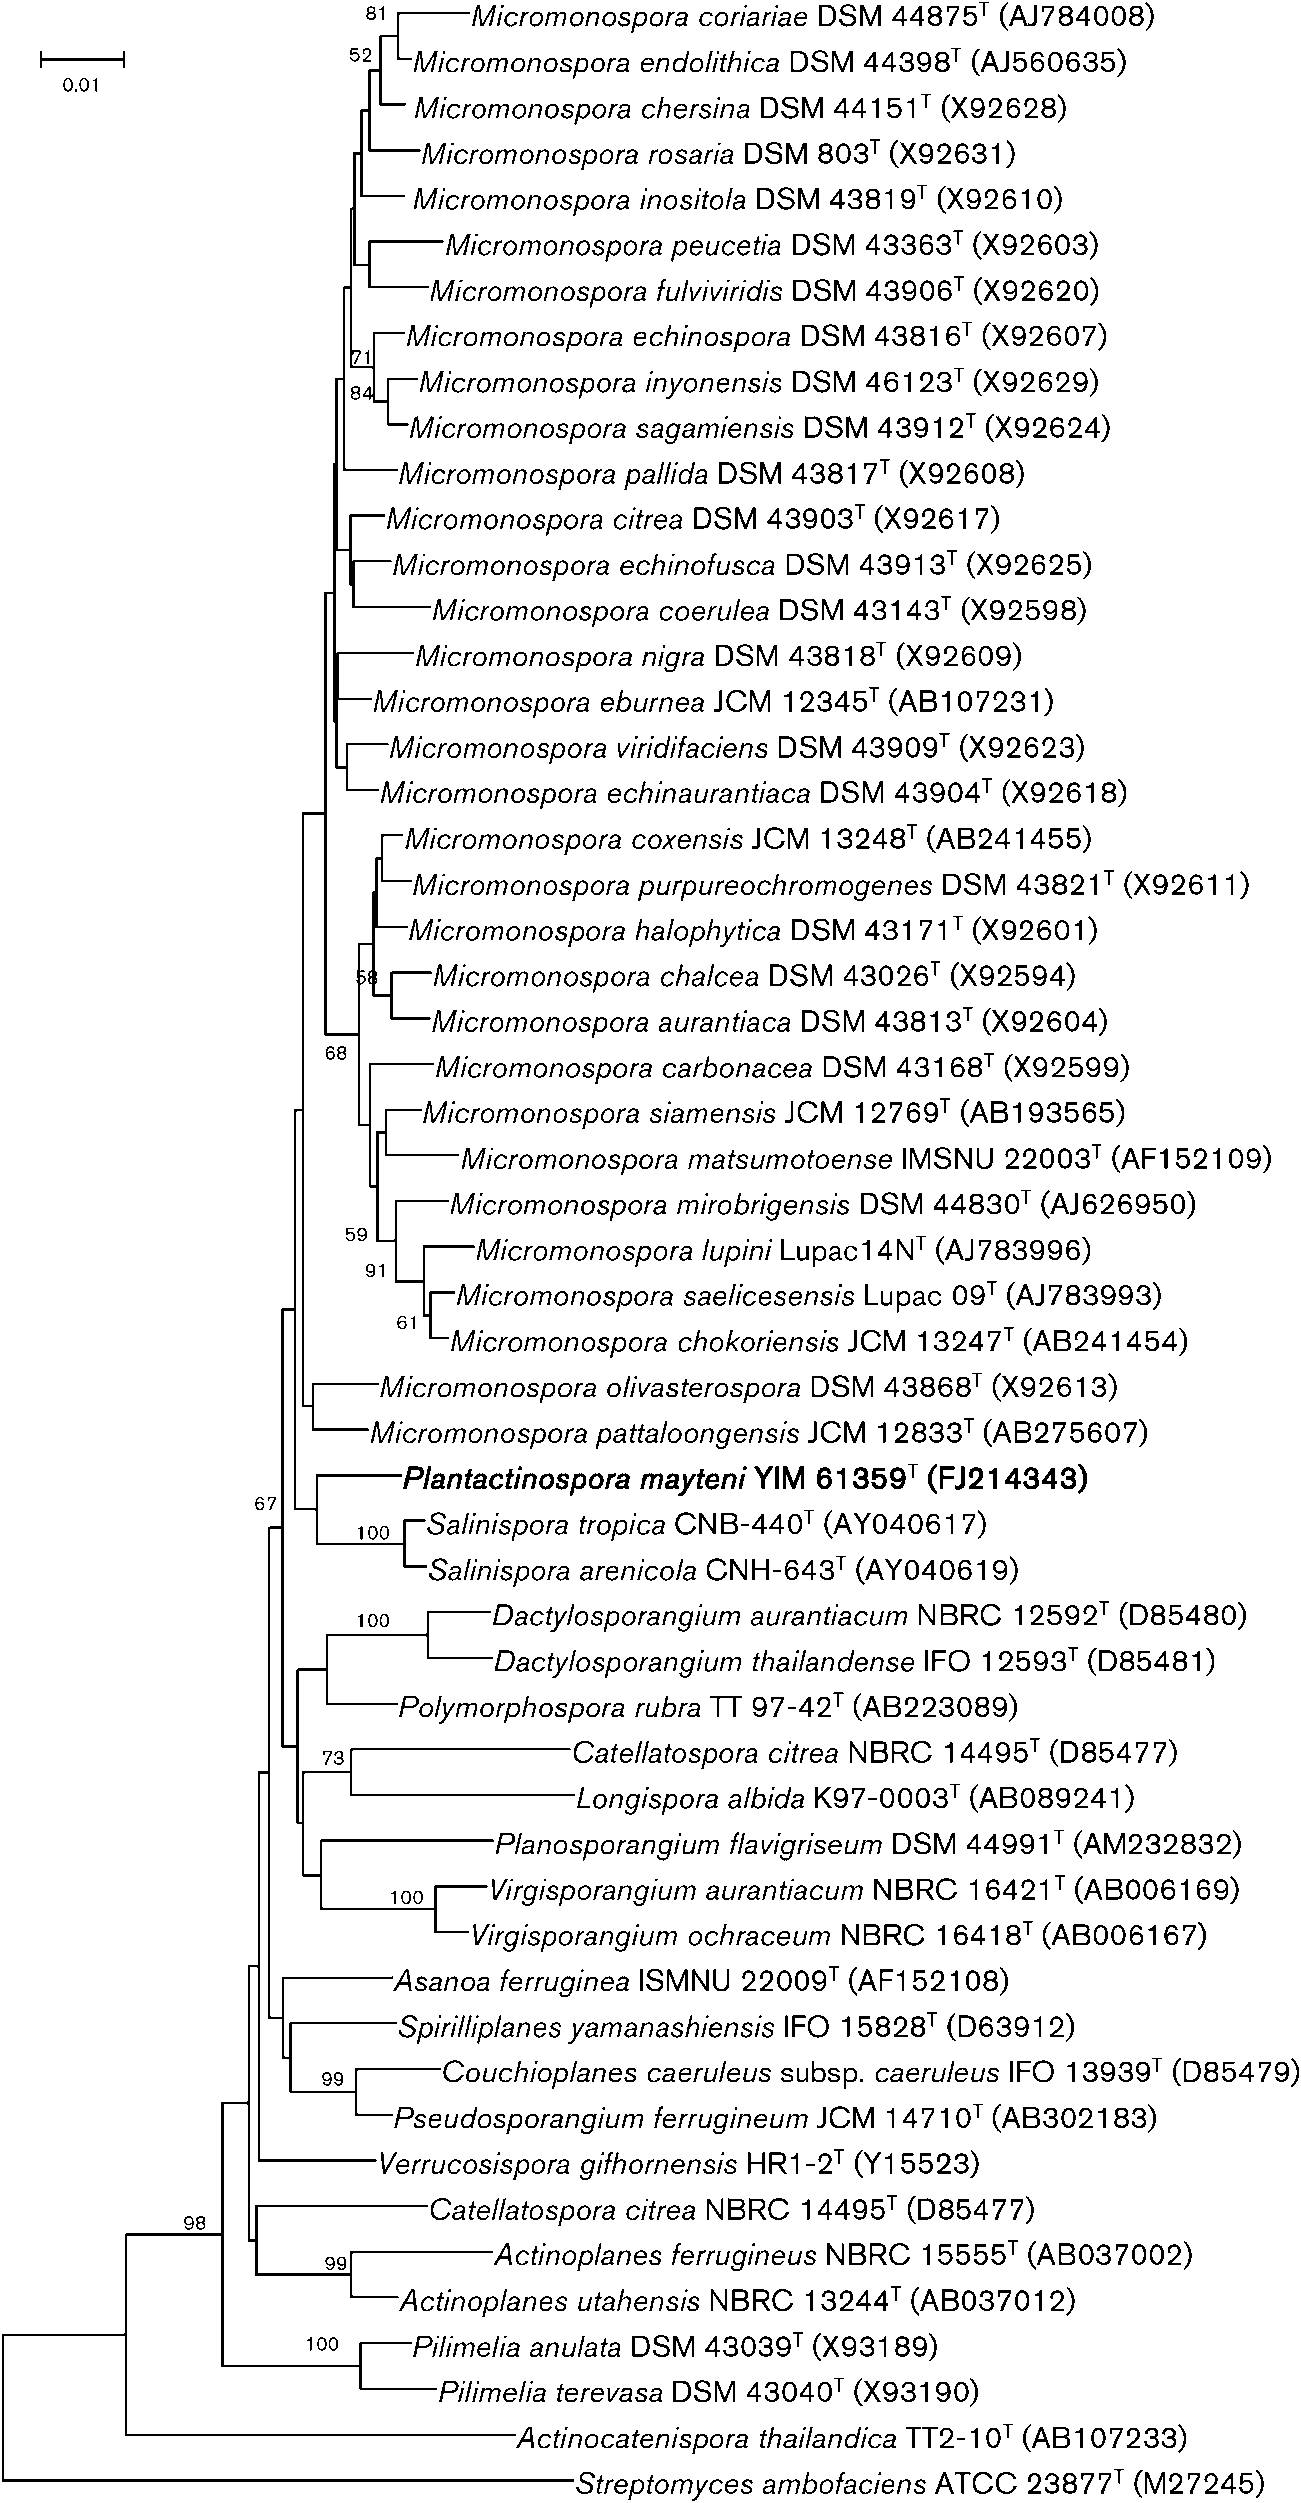 81
Micromonospora coriariae DSM 44875ᵀ (AJ784008)
52
Micromonospora endolithica DSM 44398ᵀ (AJ560635)
0.01
Micromonospora chersina DSM 44151ᵀ (X92628)
Micromonospora rosaria DSM 803ᵀ (X92631)
Micromonospora inositola DSM 43819ᵀ (X92610)
Micromonospora peucetia DSM 43363ᵀ (X92603)
Micromonospora fulviviridis DSM 43906ᵀ (X92620)
Micromonospora echinospora DSM 43816ᵀ (X92607)
71
Micromonospora inyonensis DSM 46123ᵀ (X92629)
84
Micromonospora sagamiensis DSM 43912ᵀ (X92624)
Micromonospora pallida DSM 43817ᵀ (X92608)
Micromonospora citrea DSM 43903ᵀ (X92617)
Micromonospora echinofusca DSM 43913ᵀ (X92625)
Micromonospora coerulea DSM 43143ᵀ (X92598)
Micromonospora nigra DSM 43818ᵀ (X92609)
Micromonospora eburnea JCM 12345ᵀ (AB107231)
Micromonospora viridifaciens DSM 43909ᵀ (X92623)
Micromonospora echinaurantiaca DSM 43904ᵀ (X92618)
Micromonospora coxensis JCM 13248ᵀ (AB241455)
Micromonospora purpureochromogenes DSM 43821ᵀ (X92611)
Micromonospora halophytica DSM 43171ᵀ (X92601)
58
Micromonospora chalcea DSM 43026ᵀ (X92594)
Micromonospora aurantiaca DSM 43813ᵀ (X92604)
68
Micromonospora carbonacea DSM 43168ᵀ (X92599)
Micromonospora siamensis JCM 12769ᵀ (AB193565)
Micromonospora matsumotoense IMSNU 22003ᵀ (AF152109)
Micromonospora mirobrigensis DSM 44830ᵀ (AJ626950)
59
Micromonospora lupini Lupac14Nᵀ (AJ783996)
91
Micromonospora saelicesensis Lupac 09ᵀ (AJ783993)
61
Micromonospora chokoriensis JCM 13247ᵀ (AB241454)
Micromonospora olivasterospora DSM 43868ᵀ (X92613)
Micromonospora pattaloongensis JCM 12833ᵀ (AB275607)
Plantactinospora mayteni YIM 61359ᵀ (FJ214343)
67
Salinispora tropica CNB-440ᵀ (AY040617)
100
Salinispora arenicola CNH-643ᵀ (AY040619)
Dactylosporangium aurantiacum NBRC 12592ᵀ (D85480)
100
Dactylosporangium thailandense IFO 12593ᵀ (D85481)
Polymorphospora rubra TT 97-42ᵀ (AB223089)
Catellatospora citrea NBRC 14495ᵀ (D85477)
73
Longispora albida K97-0003ᵀ (AB089241)
Planosporangium flavigriseum DSM 44991ᵀ (AM232832)
Virgisporangium aurantiacum NBRC 16421ᵀ (AB006169)
100
Virgisporangium ochraceum NBRC 16418ᵀ (AB006167)
Asanoa ferruginea ISMNU 22009ᵀ (AF152108)
Spirilliplanes yamanashiensis IFO 15828ᵀ (D63912)
Couchioplanes caeruleus subsp. caeruleus IFO 13939ᵀ (D85479)
99
Pseudosporangium ferrugineum JCM 14710ᵀ (AB302183)
Verrucosispora gifhornensis HR1-2ᵀ (Y15523)
Catellatospora citrea NBRC 14495ᵀ (D85477)
98
Actinoplanes ferrugineus NBRC 15555ᵀ (AB037002)
99
Actinoplanes utahensis NBRC 13244ᵀ (AB037012)
100
Pilimelia anulata DSM 43039ᵀ (X93189)
Pilimelia terevasa DSM 43040ᵀ (X93190)
Actinocatenispora thailandica TT2-10ᵀ (AB107233)
Streptomyces ambofaciens ATCC 23877ᵀ (M27245)